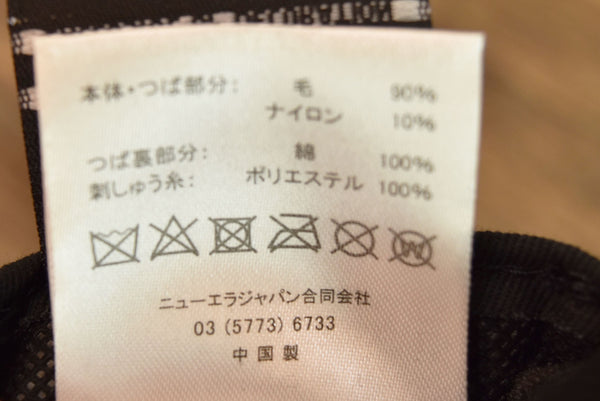 本体・つば部分: 毛 90%
ナイロン 10%
つば裏部分: 綿 100%
刺しゅう糸: ポリエステル 100%
W
ニューエラジャパン合同会社
03 (5773) 6733
中国製